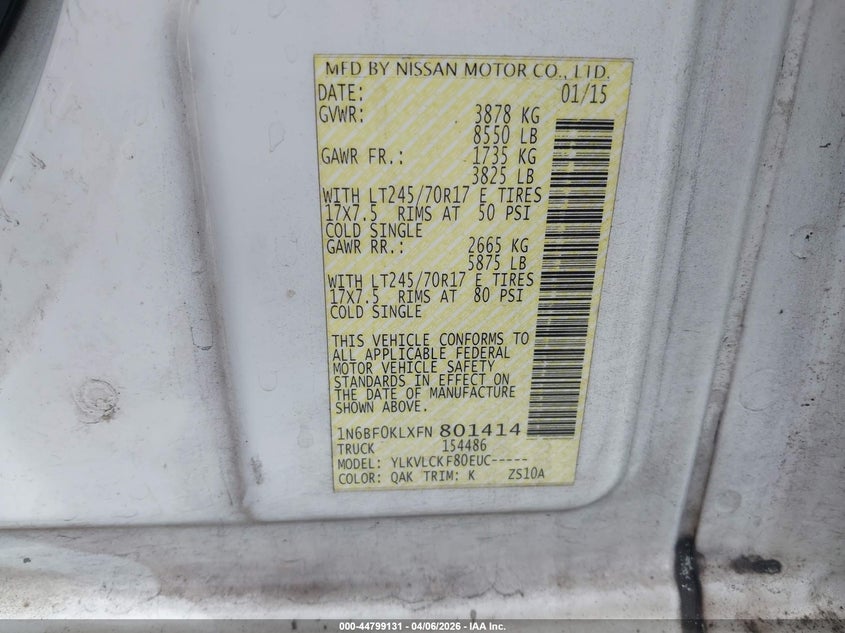 MFD BY NISSAN MOTOR CO., LTD.
DATE: 01/15
GVWR: 3878 KG
8550 LB
GAWR FR.: 1735 KG
3825 LB
WITH LT245/70R17 E TIRES
17X7.5 RIMS AT 50 PSI
COLD SINGLE
GAWR RR.: 2665 KG
5875 LB
WITH LT245/70R17 E TIRES
17X7.5 RIMS AT 80 PSI
COLD SINGLE
THIS VEHICLE CONFORMS TO
ALL APPLICABLE FEDERAL
MOTOR VEHICLE SAFETY
STANDARDS IN EFFECT ON
THE DATE OF MANUFACTURE
SHOWN ABOVE.
1N6BF0KLXFN 801414
TRUCK 154486
MODEL: YLKVLCKF80EUC-----
COLOR: QAK TRIM: K ZS10A
000-44799131 - 04/06/2026 - IAA Inc.